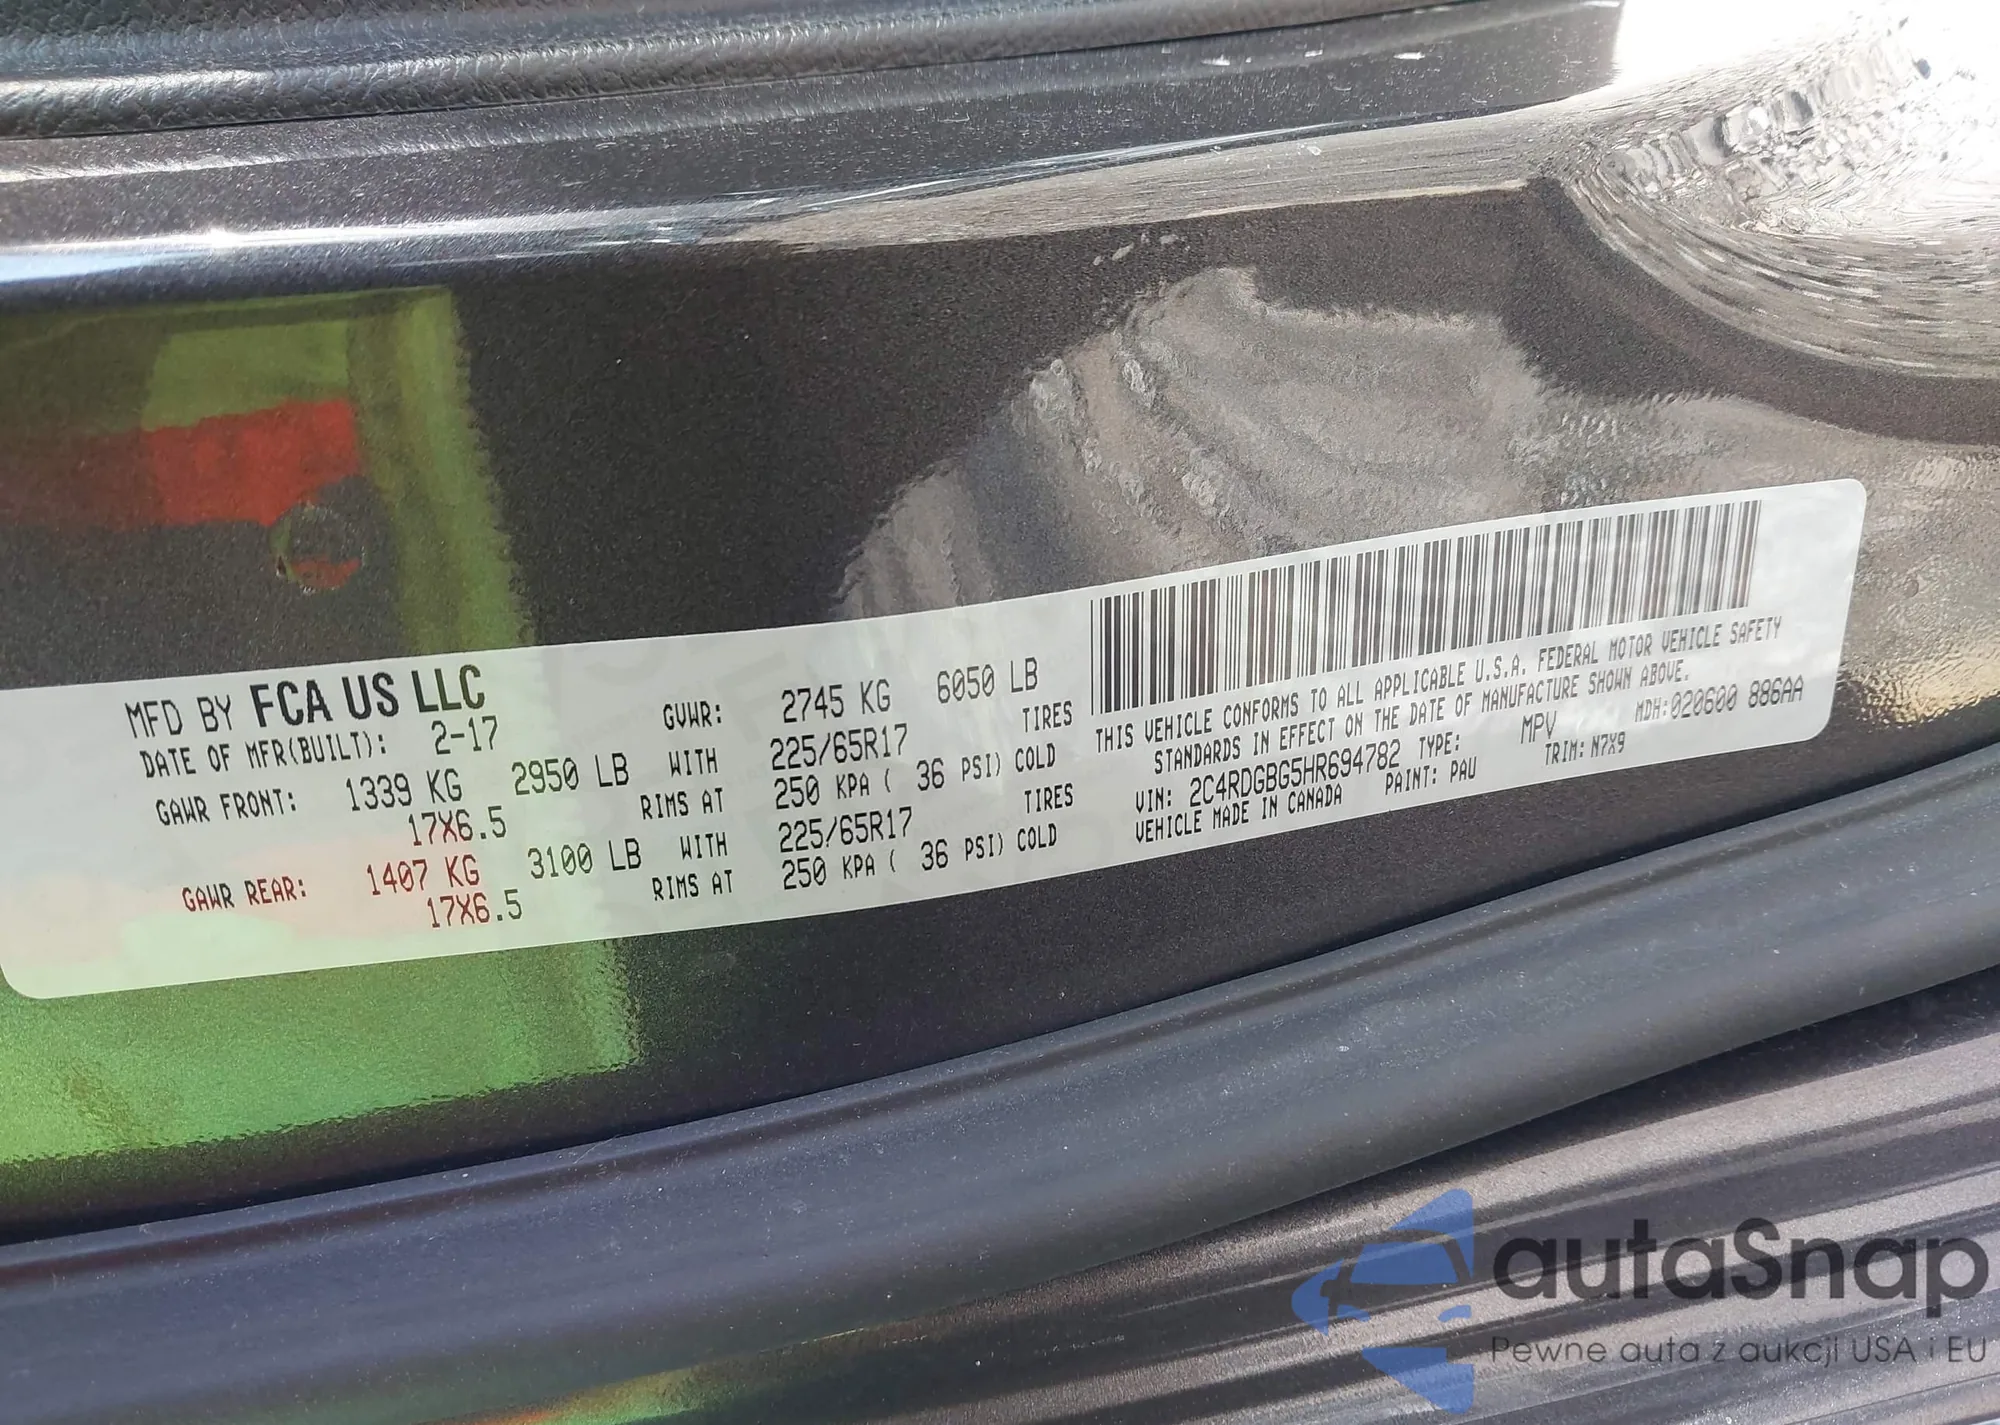 MFD BY FCA US LLC
DATE OF MFR(BUILT): 2-17 GVWR: 2745 KG 6050 LB
GAWR FRONT: 1339 KG 2950 LB WITH 225/65R17 TIRES
17X6.5 RIMS AT 250 KPA ( 36 PSI) COLD
GAWR REAR: 1407 KG 3100 LB WITH 225/65R17 TIRES
17X6.5 RIMS AT 250 KPA ( 36 PSI) COLD
THIS VEHICLE CONFORMS TO ALL APPLICABLE U.S.A. FEDERAL MOTOR VEHICLE SAFETY
STANDARDS IN EFFECT ON THE DATE OF MANUFACTURE SHOWN ABOVE.
VIN: 2C4RDGBG5HR694782 TYPE: MPV MDH:020600 886AA
VEHICLE MADE IN CANADA PAINT: PAU TRIM: N7X9
autaSnap
Pewne auta z aukcji USA i EU